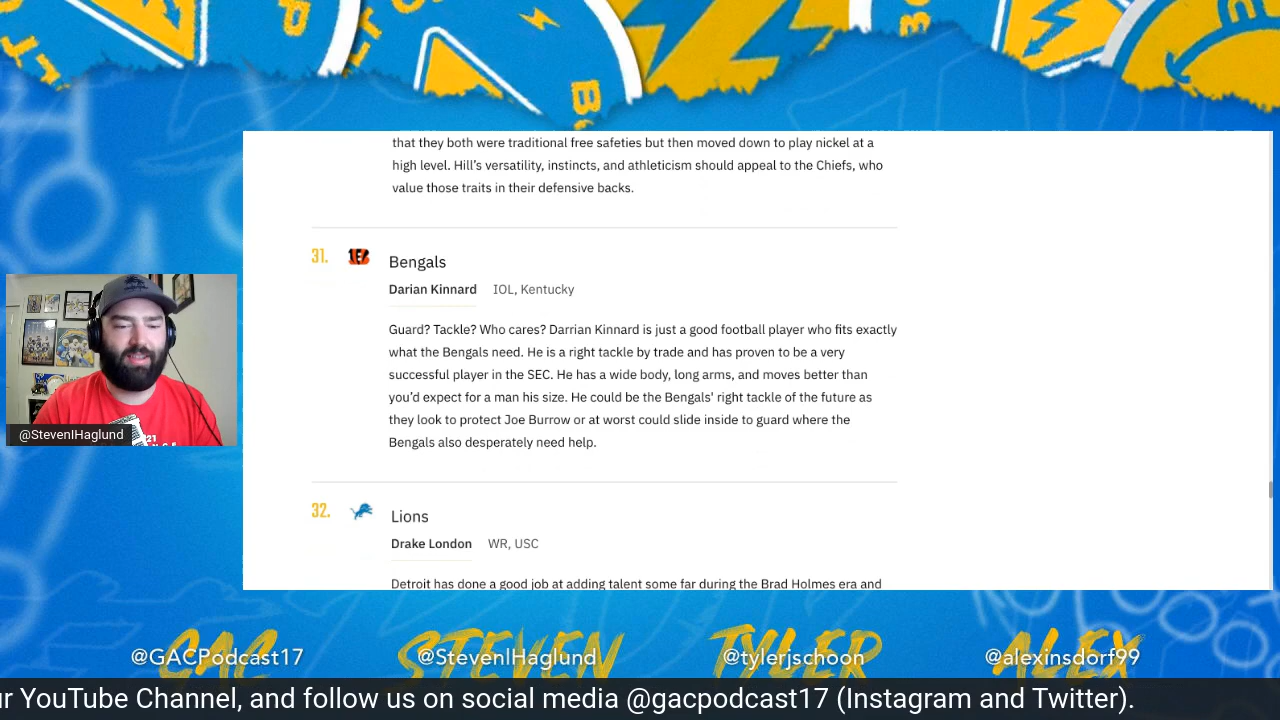 that they both were traditional free safeties but then moved down to play nickel at a
high level. Hill's versatility, instincts, and athleticism should appeal to the Chiefs, who
value those traits in their defensive backs.
31.
Bengals
Darian Kinnard IOL, Kentucky
Guard? Tackle? Who cares? Darrian Kinnard is just a good football player who fits exactly
what the Bengals need. He is a right tackle by trade and has proven to be a very
successful player in the SEC. He has a wide body, long arms, and moves better than
you'd expect for a man his size. He could be the Bengals' right tackle of the future as
they look to protect Joe Burrow or at worst could slide inside to guard where the
Bengals also desperately need help.
32.
Lions
Drake London WR, USC
Detroit has done a good job at adding talent some far during the Brad Holmes era and
@StevenIHaglund
GAC STEVEN TYLER ALEX
@GACPodcast17 @StevenIHaglund @tylerjschoon @alexinsdorf99
ur YouTube Channel, and follow us on social media @gacpodcast17 (Instagram and Twitter).